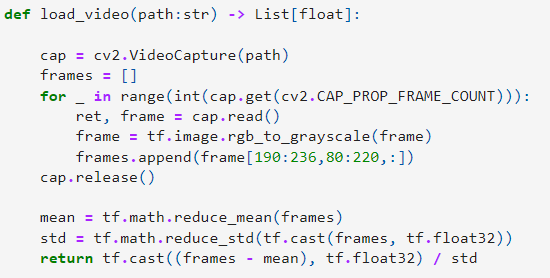 def load_video(path:str) -> List[float]:
cap = cv2.VideoCapture(path)
frames = []
for _ in range(int(cap.get(cv2.CAP_PROP_FRAME_COUNT))):
ret, frame = cap.read()
frame = tf.image.rgb_to_grayscale(frame)
frames.append(frame[190:236,80:220,:])
cap.release()
mean = tf.math.reduce_mean(frames)
std = tf.math.reduce_std(tf.cast(frames, tf.float32))
return tf.cast((frames - mean), tf.float32) / std